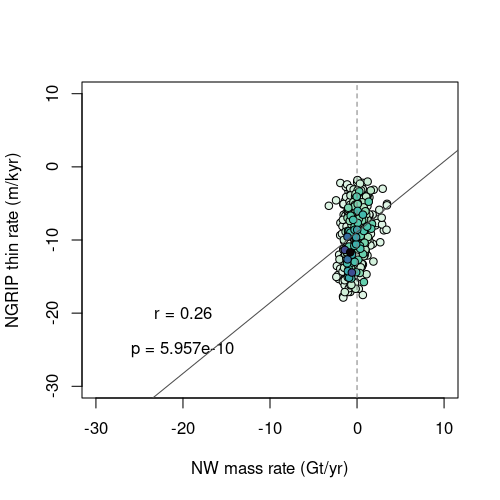 10
0
-10
-20
-30
NGRIP thin rate (m/kyr)
r = 0.26
p = 5.957e-10
-30 -20 -10 0 10
NW mass rate (Gt/yr)